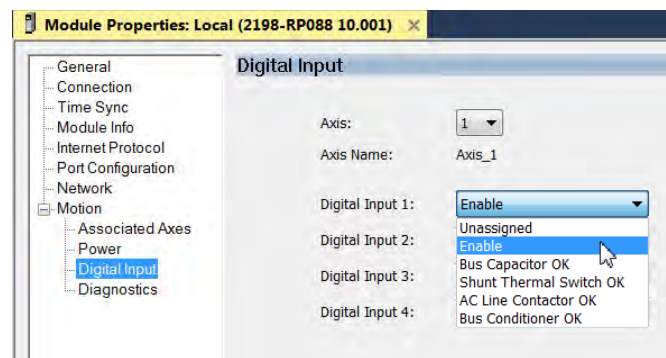 Module Properties: Local (2198-RP088 10.001) ×
General
Connection
Time Sync
Module Info
Internet Protocol
Port Configuration
Network
Motion
Associated Axes
Power
Digital Input
Diagnostics
Digital Input
Axis: 1
Axis Name: Axis_1
Digital Input 1: Enable
Digital Input 2:
Digital Input 3:
Digital Input 4:
Unassigned
Enable
Bus Capacitor OK
Shunt Thermal Switch OK
AC Line Contactor OK
Bus Conditioner OK